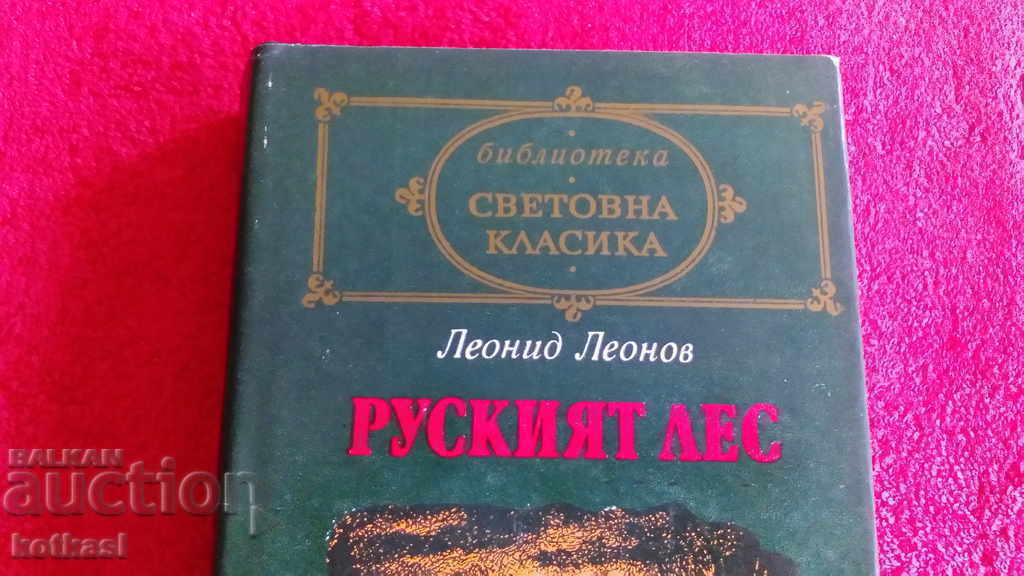 библиотека
СВЕТОВНА
КЛАСИКА
Леонид Леонов
РУСКИЯТ ЛЕС
BALKAN
auction
kotkasl